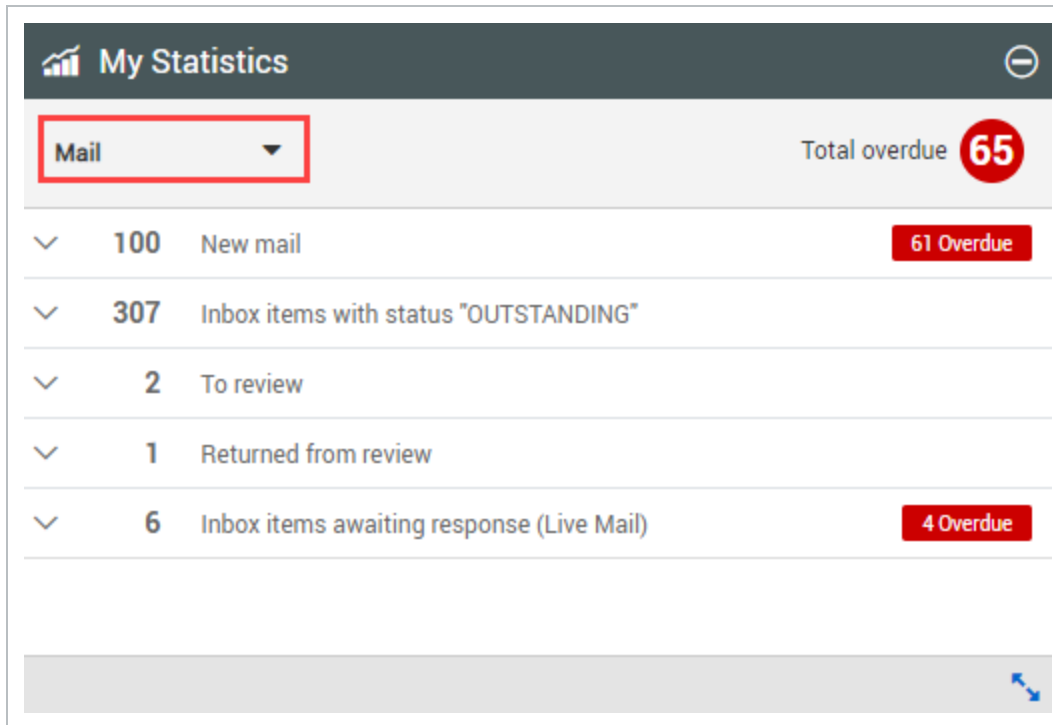 My Statistics
Mail
Total overdue 65
100 New mail 61 Overdue
307 Inbox items with status "OUTSTANDING"
2 To review
1 Returned from review
6 Inbox items awaiting response (Live Mail) 4 Overdue